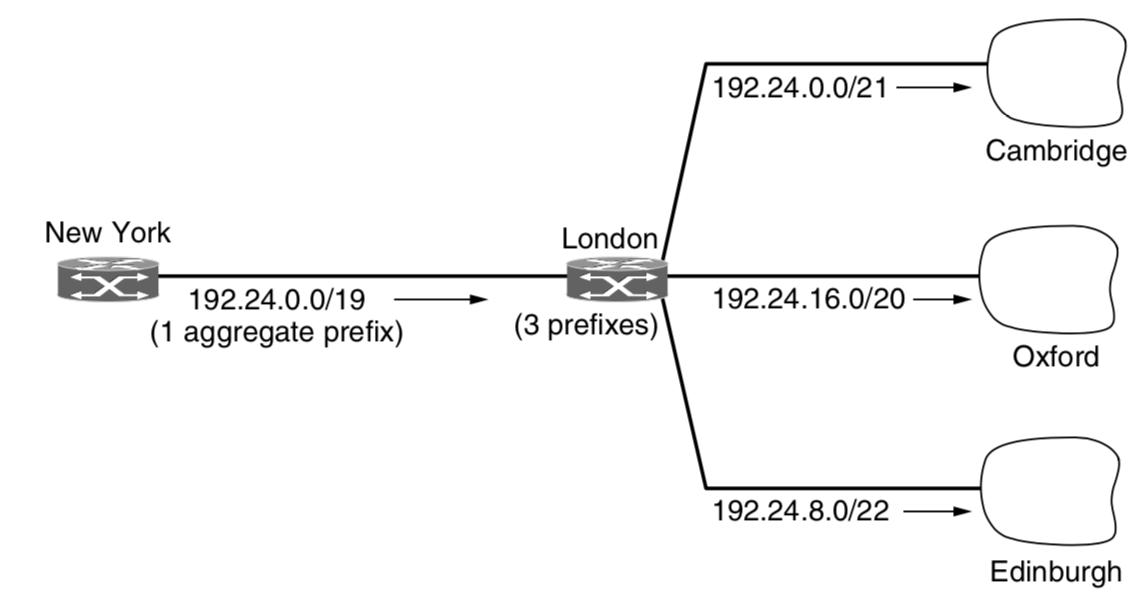 192.24.0.0/21
Cambridge
New York
London
192.24.0.0/19
(1 aggregate prefix)
(3 prefixes)
192.24.16.0/20
Oxford
192.24.8.0/22
Edinburgh